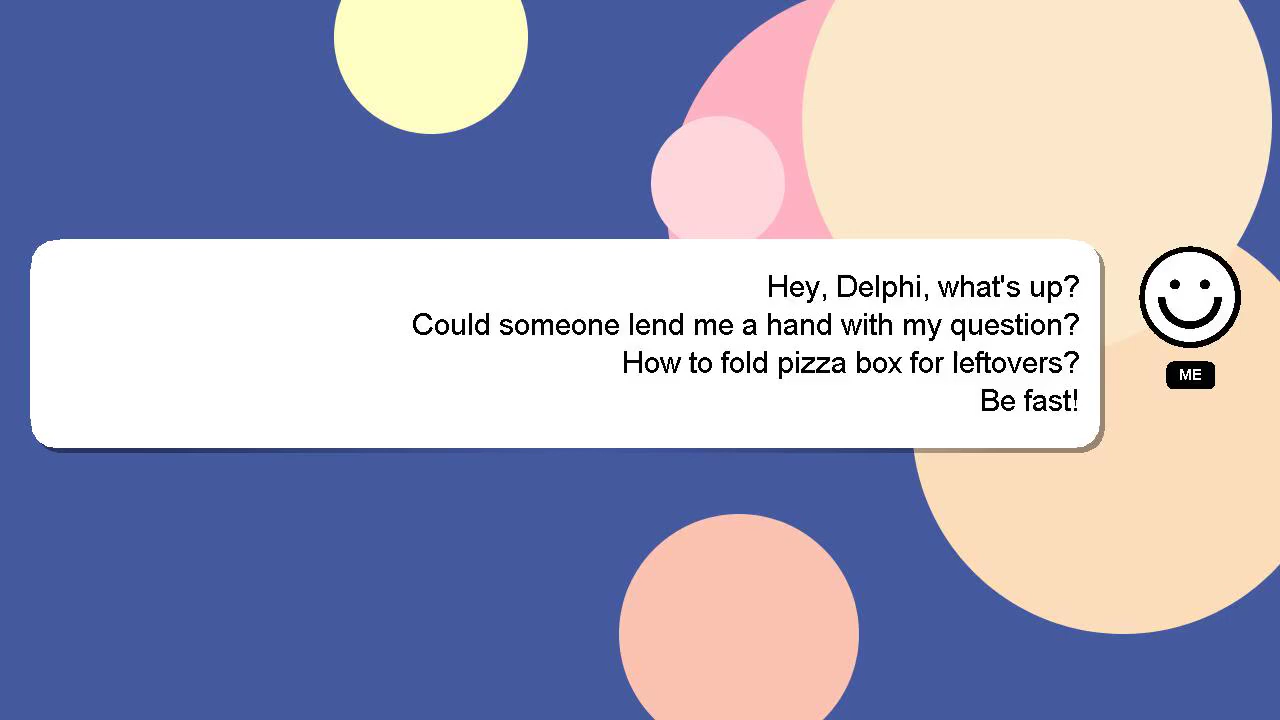 Hey, Delphi, what's up?
Could someone lend me a hand with my question?
How to fold pizza box for leftovers?
Be fast!
ME